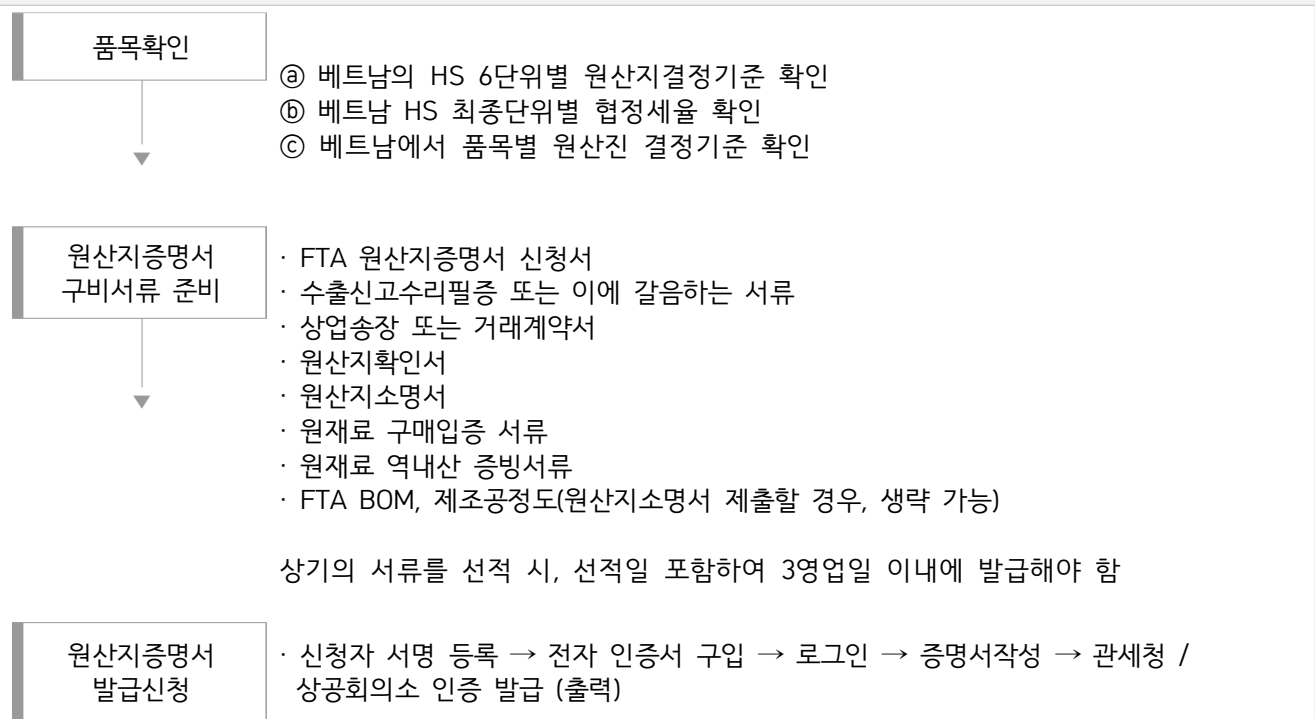 품목확인
ⓐ 베트남의 HS 6단위별 원산지결정기준 확인
ⓑ 베트남 HS 최종단위별 협정세율 확인
ⓒ 베트남에서 품목별 원산진 결정기준 확인
원산지증명서
구비서류 준비
· FTA 원산지증명서 신청서
· 수출신고수리필증 또는 이에 갈음하는 서류
· 상업송장 또는 거래계약서
· 원산지확인서
· 원산지소명서
· 원재료 구매입증 서류
· 원재료 역내산 증빙서류
· FTA BOM, 제조공정도(원산지소명서 제출할 경우, 생략 가능)
상기의 서류를 선적 시, 선적일 포함하여 3영업일 이내에 발급해야 함
원산지증명서
발급신청
· 신청자 서명 등록 → 전자 인증서 구입 → 로그인 → 증명서작성 → 관세청 /
상공회의소 인증 발급 (출력)